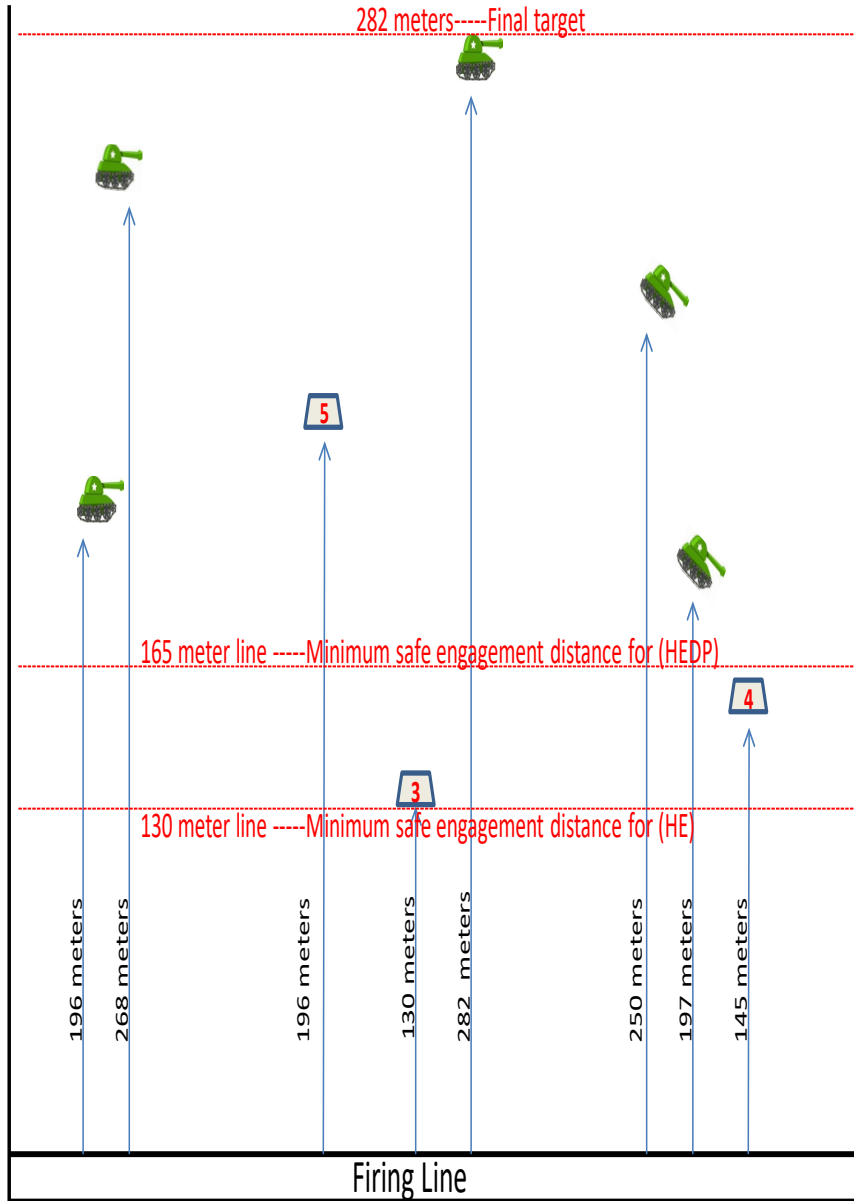 282 meters-----Final target
5
165 meter line -----Minimum safe engagement distance for (HEDP)
4
3
130 meter line -----Minimum safe engagement distance for (HE)
196 meters
268 meters
196 meters
130 meters
282 meters
250 meters
197 meters
145 meters
Firing Line